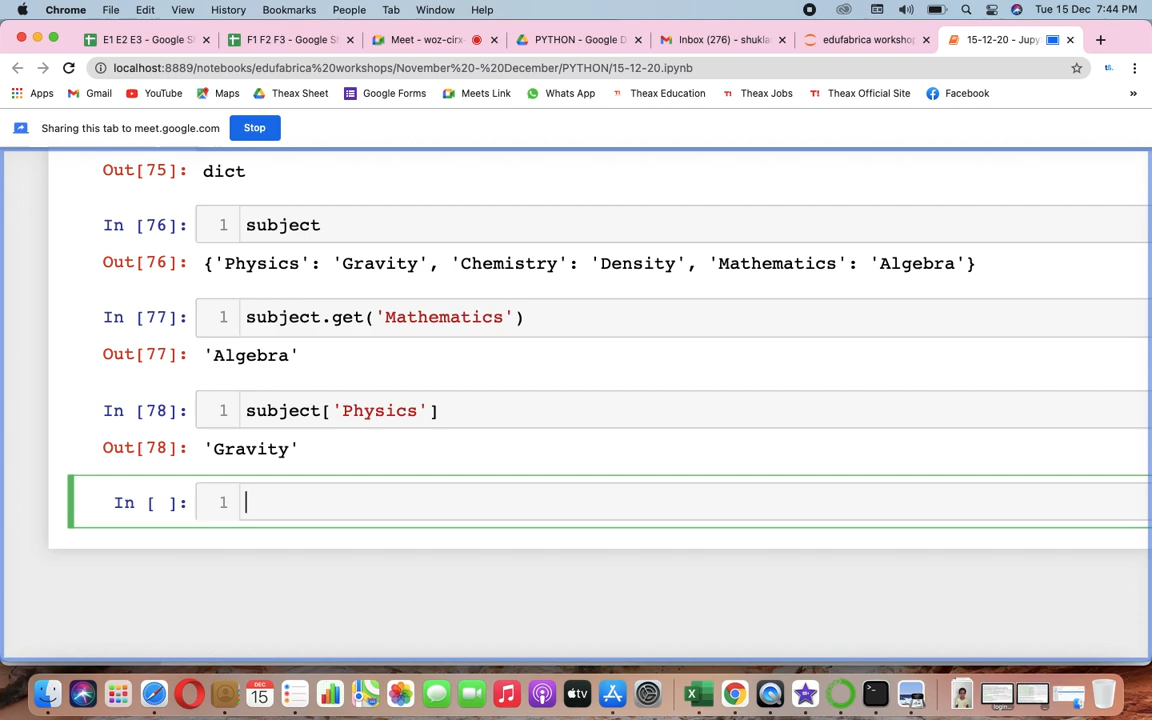 Chrome File Edit View History Bookmarks People Tab Window Help Tue 15 Dec 7:44 PM
E1 E2 E3 - Google S F1 F2 F3 - Google S Meet - woz-cirx- PYTHON - Google D Inbox (276) - shukla edufabrica workshop 15-12-20 - Jupy
localhost:8889/notebooks/edufabrica%20workshops/November%20-%20December/PYTHON/15-12-20.ipynb
Apps Gmail YouTube Maps Theax Sheet Google Forms Meets Link Whats App Theax Education Theax Jobs Theax Official Site Facebook »
Sharing this tab to meet.google.com Stop
Out[75]: dict
In [76]: 1 subject
Out[76]: {'Physics': 'Gravity', 'Chemistry': 'Density', 'Mathematics': 'Algebra'}
In [77]: 1 subject.get('Mathematics')
Out[77]: 'Algebra'
In [78]: 1 subject['Physics']
Out[78]: 'Gravity'
In [ ]: 1
DEC
15
tv